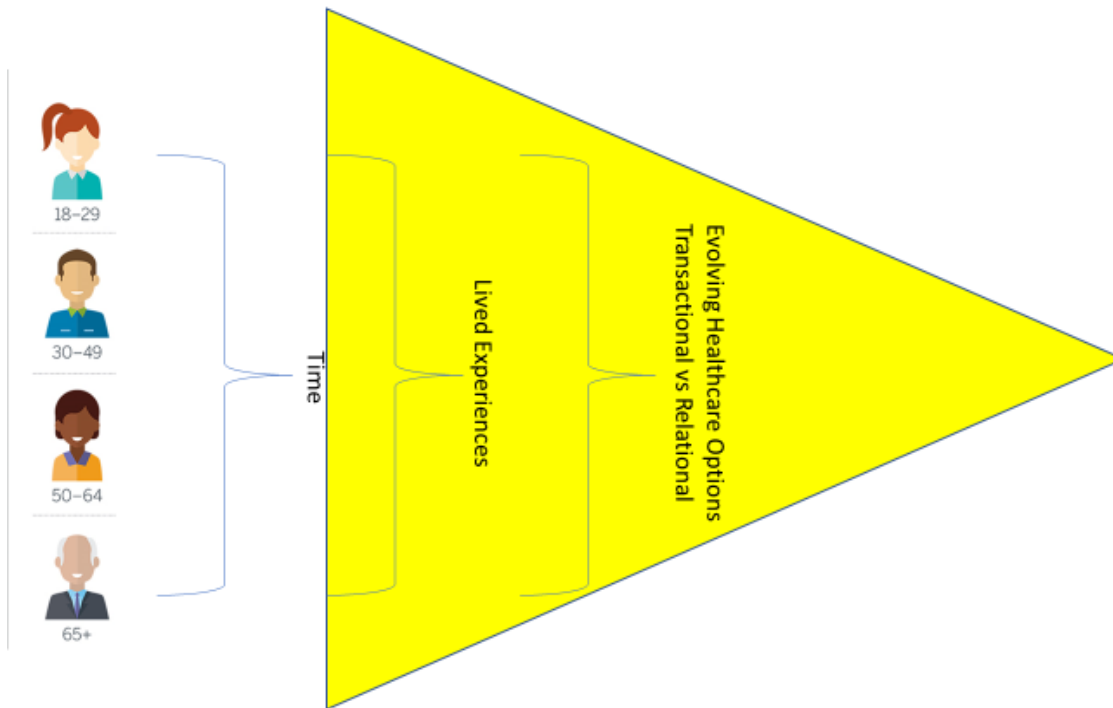 18–29
30–49
50–64
65+
Time
Lived Experiences
Evolving Healthcare Options
Transactional vs Relational